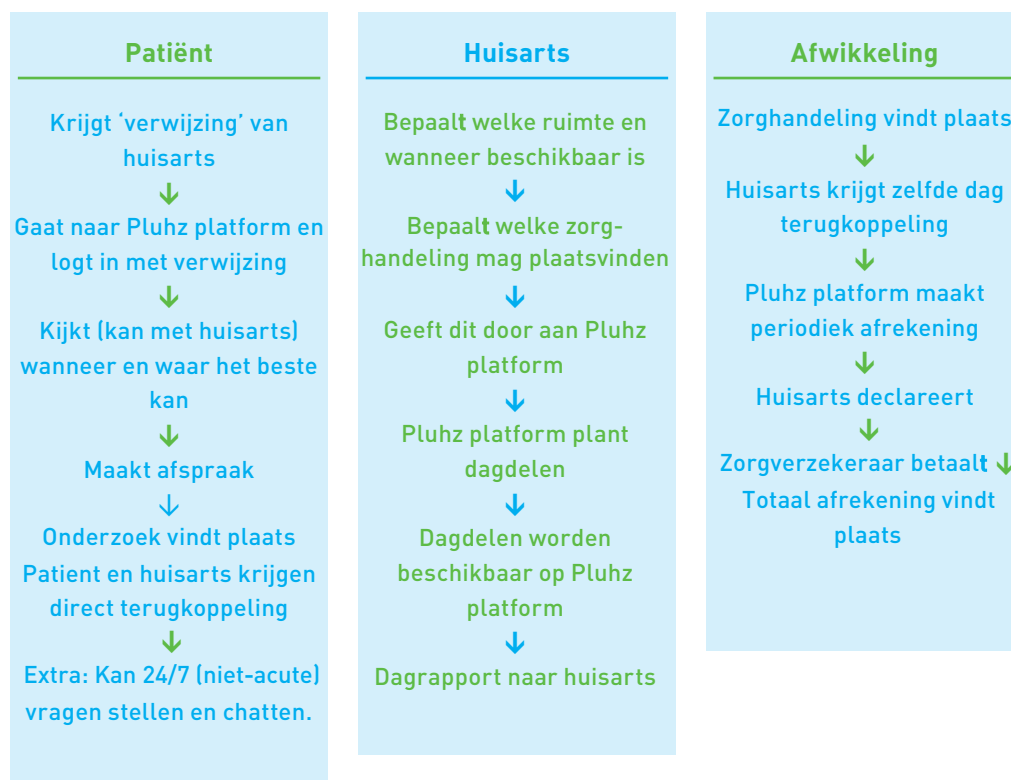 Patiënt
Krijgt ‘verwijzing’ van
huisarts
↓
Gaat naar Pluhz platform en
logt in met verwijzing
↓
Kijkt (kan met huisarts)
wanneer en waar het beste
kan
↓
Maakt afspraak
↓
Onderzoek vindt plaats
Patient en huisarts krijgen
direct terugkoppeling
↓
Extra: Kan 24/7 (niet-acute)
vragen stellen en chatten.
Huisarts
Bepaalt welke ruimte en
wanneer beschikbaar is
↓
Bepaalt welke zorg-
handeling mag plaatsvinden
↓
Geeft dit door aan Pluhz
platform
↓
Pluhz platform plant
dagdelen
↓
Dagdelen worden
beschikbaar op Pluhz
platform
↓
Dagrapport naar huisarts
Afwikkeling
Zorghandeling vindt plaats
↓
Huisarts krijgt zelfde dag
terugkoppeling
↓
Pluhz platform maakt
periodiek afrekening
↓
Huisarts declareert
↓
Zorgverzekeraar betaalt ↓
Totaal afrekening vindt
plaats